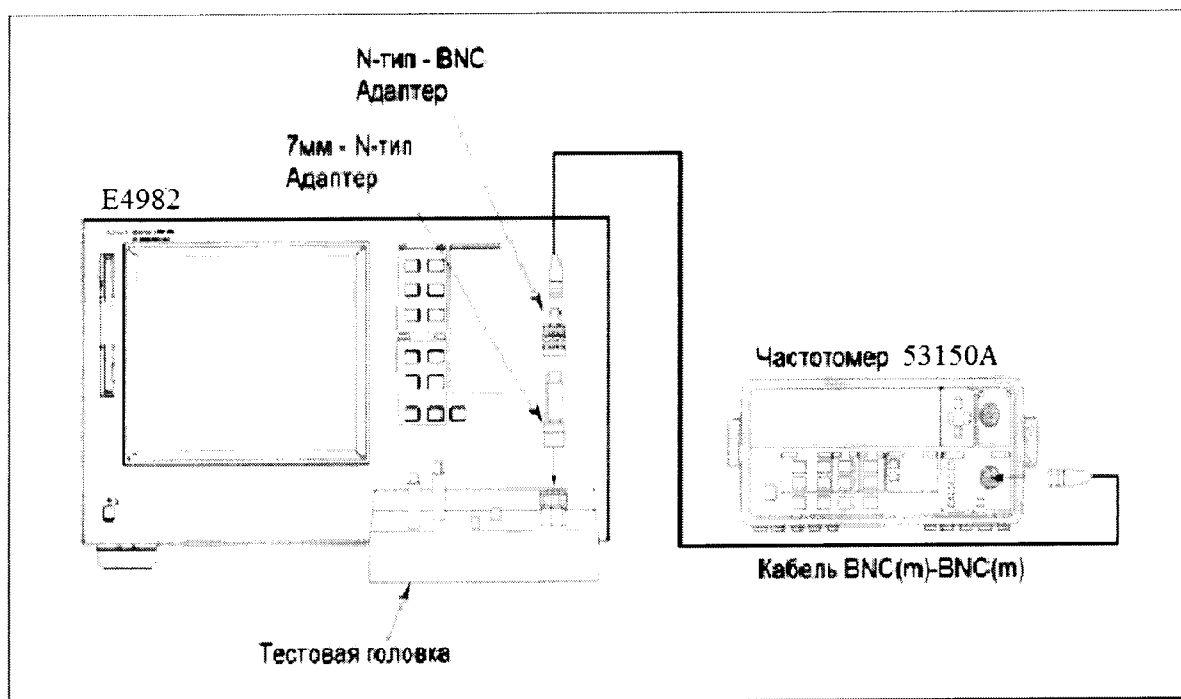 N-тип - BNC
Адаптер
7мм - N-тип
Адаптер
E4982
Частотомер 53150A
Кабель BNC(m)-BNC(m)
Тестовая головка